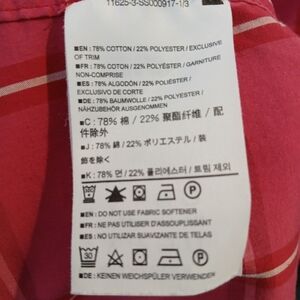 11625-3-SS000917-1/3
■EN: 78% COTTON / 22% POLYESTER / EXCLUSIVE
OF TRIM
■FR: 78% COTON / 22% POLYESTER / GARNITURE
NON-COMPRISE
■ES: 78% ALGODÓN / 22% POLIÉSTER /
EXCLUSIVO DE CORTE
■DE: 78% BAUMWOLLE / 22% POLYESTER /
NÄHZUBEHÖR AUSGENOMMEN
■C: 78% 棉 / 22% 聚酯纤维 / 配
件除外
■J: 78% 綿 / 22% ポリエステル / 装
飾を除く
■K: 78% 면 / 22% 폴리에스터 / 트림 제외
P
■EN: DO NOT USE FABRIC SOFTENER
■FR: NE PAS UTILISER D'ASSOUPLISSANT
■ES: NO UTILIZAR SUAVIZANTE DE TELAS
30 P
■DE: KEINEN WEICHSPÜLER VERWENDEN